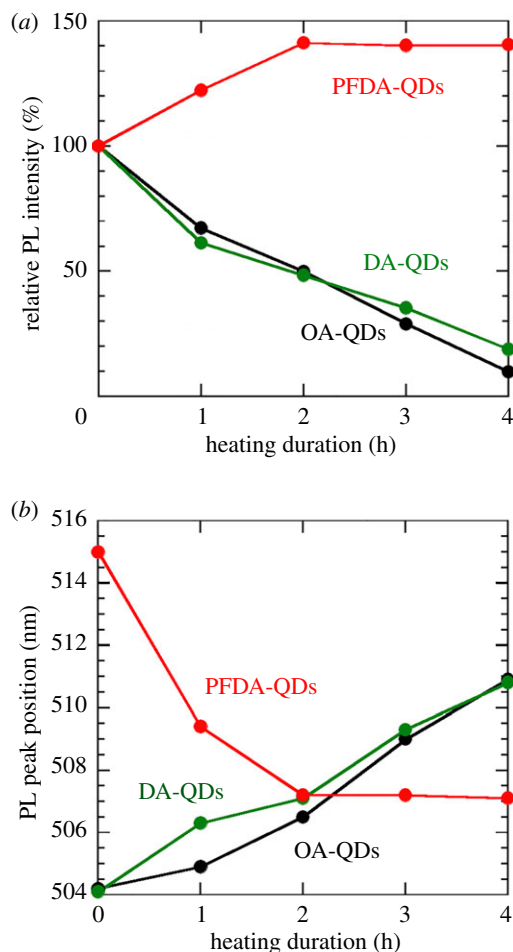 (a)
150
100
50
0
relative PL intensity (%)
PFDA-QDs
DA-QDs
OA-QDs
1 2 3 4
heating duration (h)
(b)
516
514
512
511
508
506
504
PL peak position (nm)
PFDA-QDs
DA-QDs
OA-QDs
0 1 2 3 4
heating duration (h)